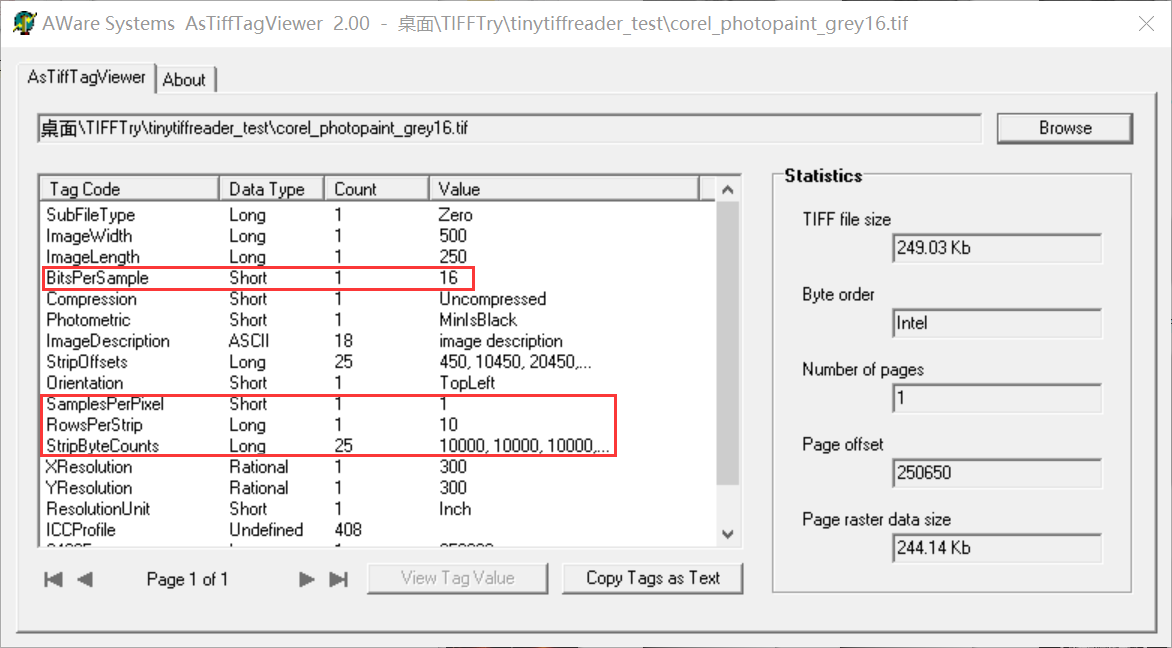 AWare Systems AsTiffTagViewer 2.00 - 桌面\TIFFTry\tinytiffreader_test\corel_photopaint_grey16.tif
AsTiffTagViewer About
桌面\TIFFTry\tinytiffreader_test\corel_photopaint_grey16.tif
Browse
Tag Code Data Type Count Value
SubFileType Long 1 Zero
ImageWidth Long 1 500
ImageLength Long 1 250
BitsPerSample Short 1 16
Compression Short 1 Uncompressed
Photometric Short 1 MinIsBlack
ImageDescription ASCII 18 image description
StripOffsets Long 25 450, 10450, 20450,...
Orientation Short 1 TopLeft
SamplesPerPixel Short 1 1
RowsPerStrip Long 1 10
StripByteCounts Long 25 10000, 10000, 10000,...
XResolution Rational 1 300
YResolution Rational 1 300
ResolutionUnit Short 1 Inch
ICCProfile Undefined 408
Page 1 of 1
View Tag Value
Copy Tags as Text
Statistics
TIFF file size
249.03 Kb
Byte order
Intel
Number of pages
1
Page offset
250650
Page raster data size
244.14 Kb